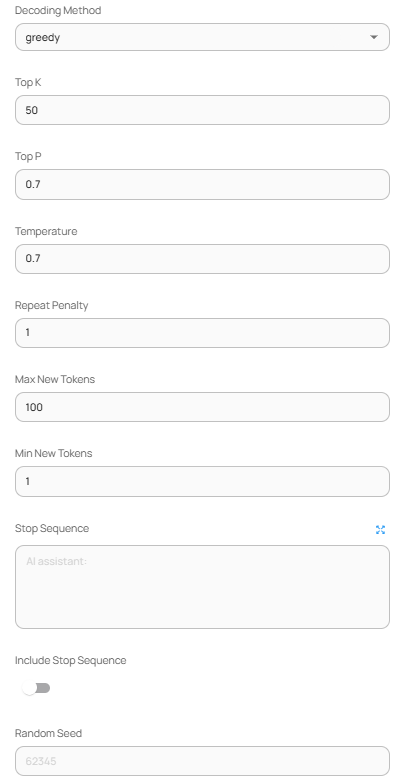 Decoding Method
greedy
Top K
50
Top P
0.7
Temperature
0.7
Repeat Penalty
1
Max New Tokens
100
Min New Tokens
1
Stop Sequence
AI assistant:
Include Stop Sequence
Random Seed
62345